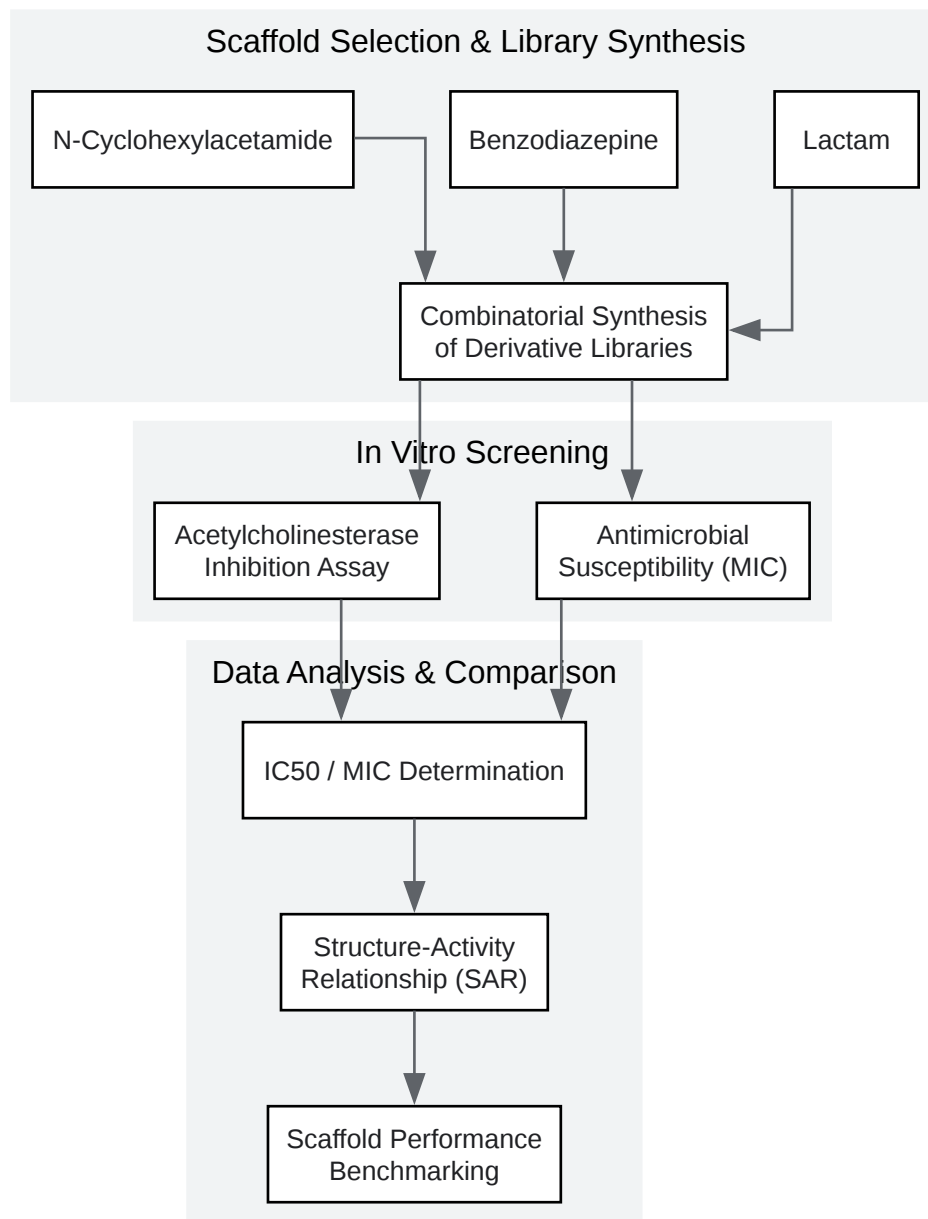 Scaffold Selection & Library Synthesis
N-Cyclohexylacetamide
Benzodiazepine
Lactam
Combinatorial Synthesis
of Derivative Libraries
In Vitro Screening
Acetylcholinesterase
Inhibition Assay
Antimicrobial
Susceptibility (MIC)
Data Analysis & Comparison
IC50 / MIC Determination
Structure-Activity
Relationship (SAR)
Scaffold Performance
Benchmarking